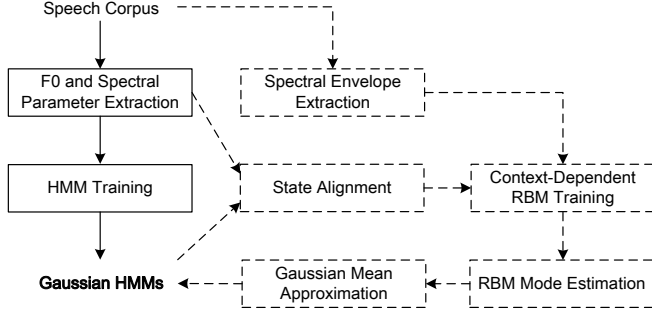 Speech Corpus
F0 and Spectral
Parameter Extraction
Spectral Envelope
Extraction
HMM Training
State Alignment
Context-Dependent
RBM Training
Gaussian HMMs
Gaussian Mean
Approximation
RBM Mode Estimation